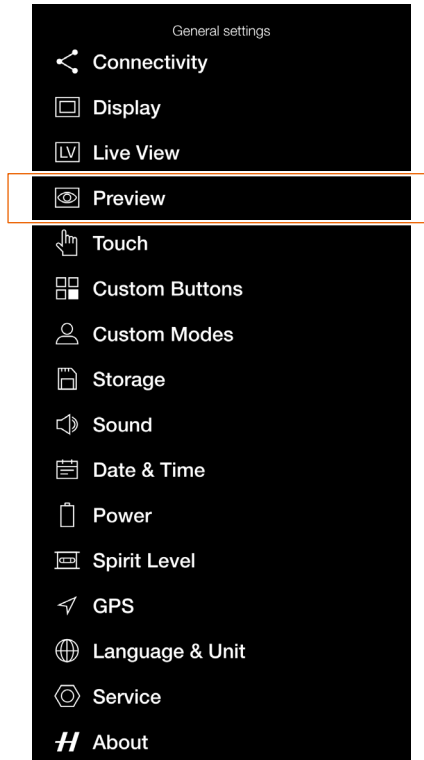 General settings
Connectivity
Display
LV Live View
Preview
Touch
Custom Buttons
Custom Modes
Storage
Sound
Date & Time
Power
Spirit Level
GPS
Language & Unit
Service
H About